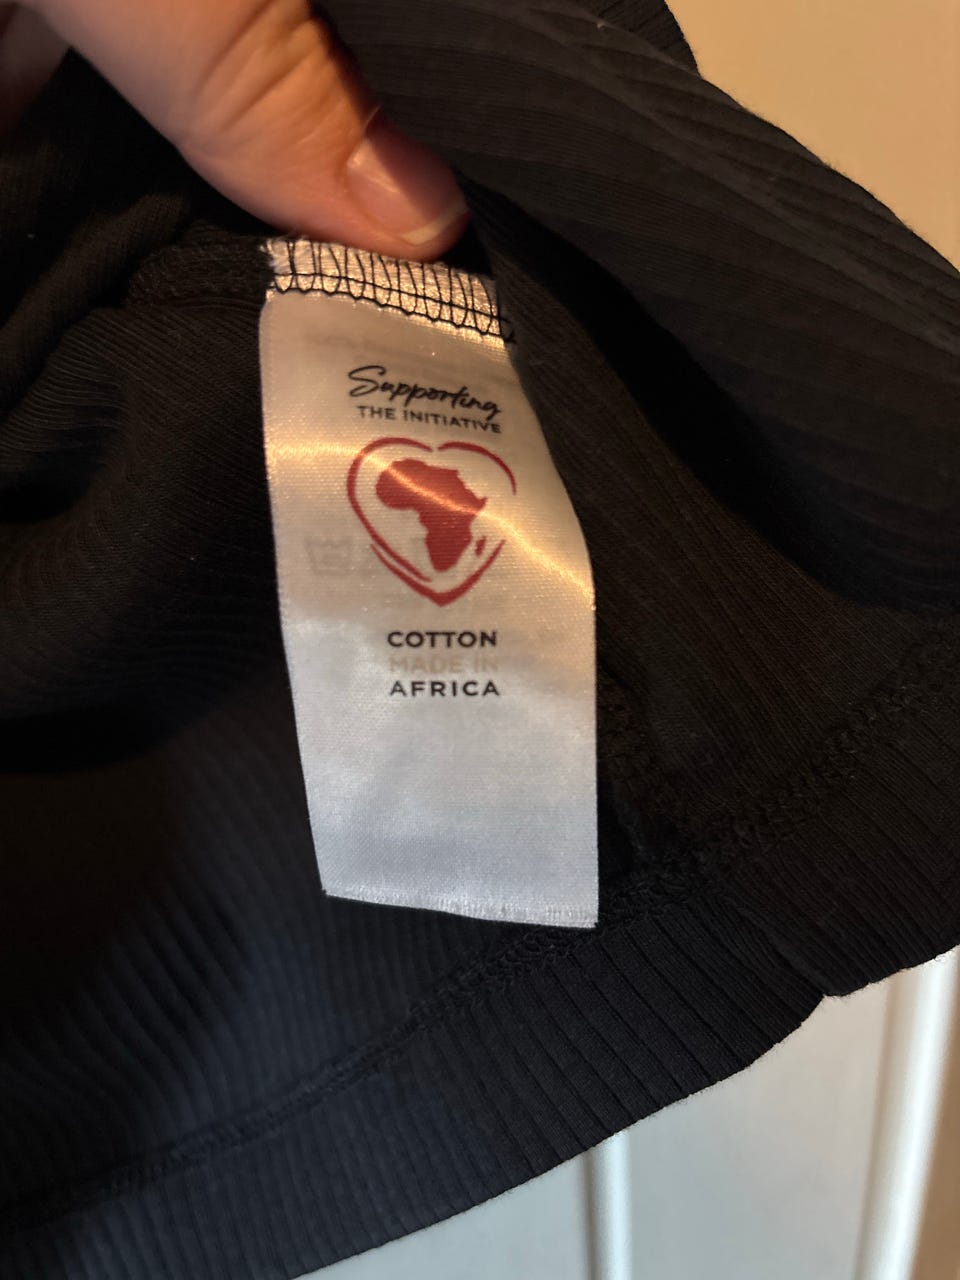 Supporting
THE INITIATIVE
COTTON
MADE IN
AFRICA